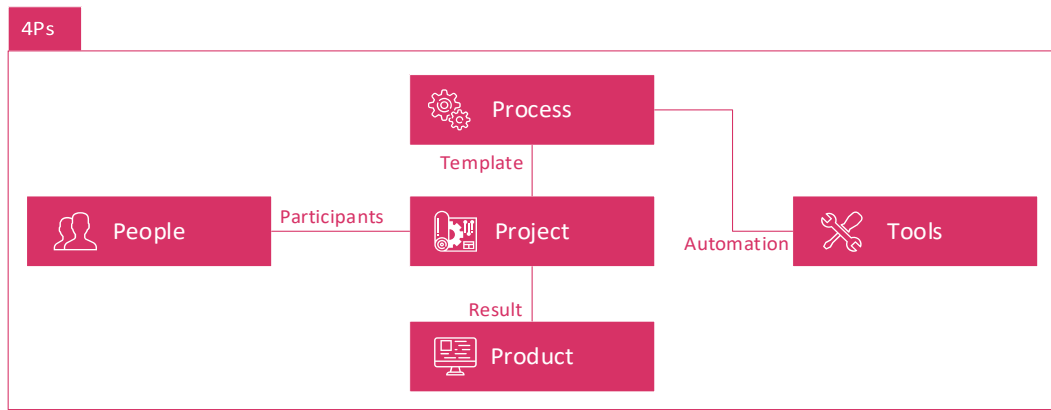 4Ps
Process
Template
People
Participants
Project
Automation
Tools
Result
Product